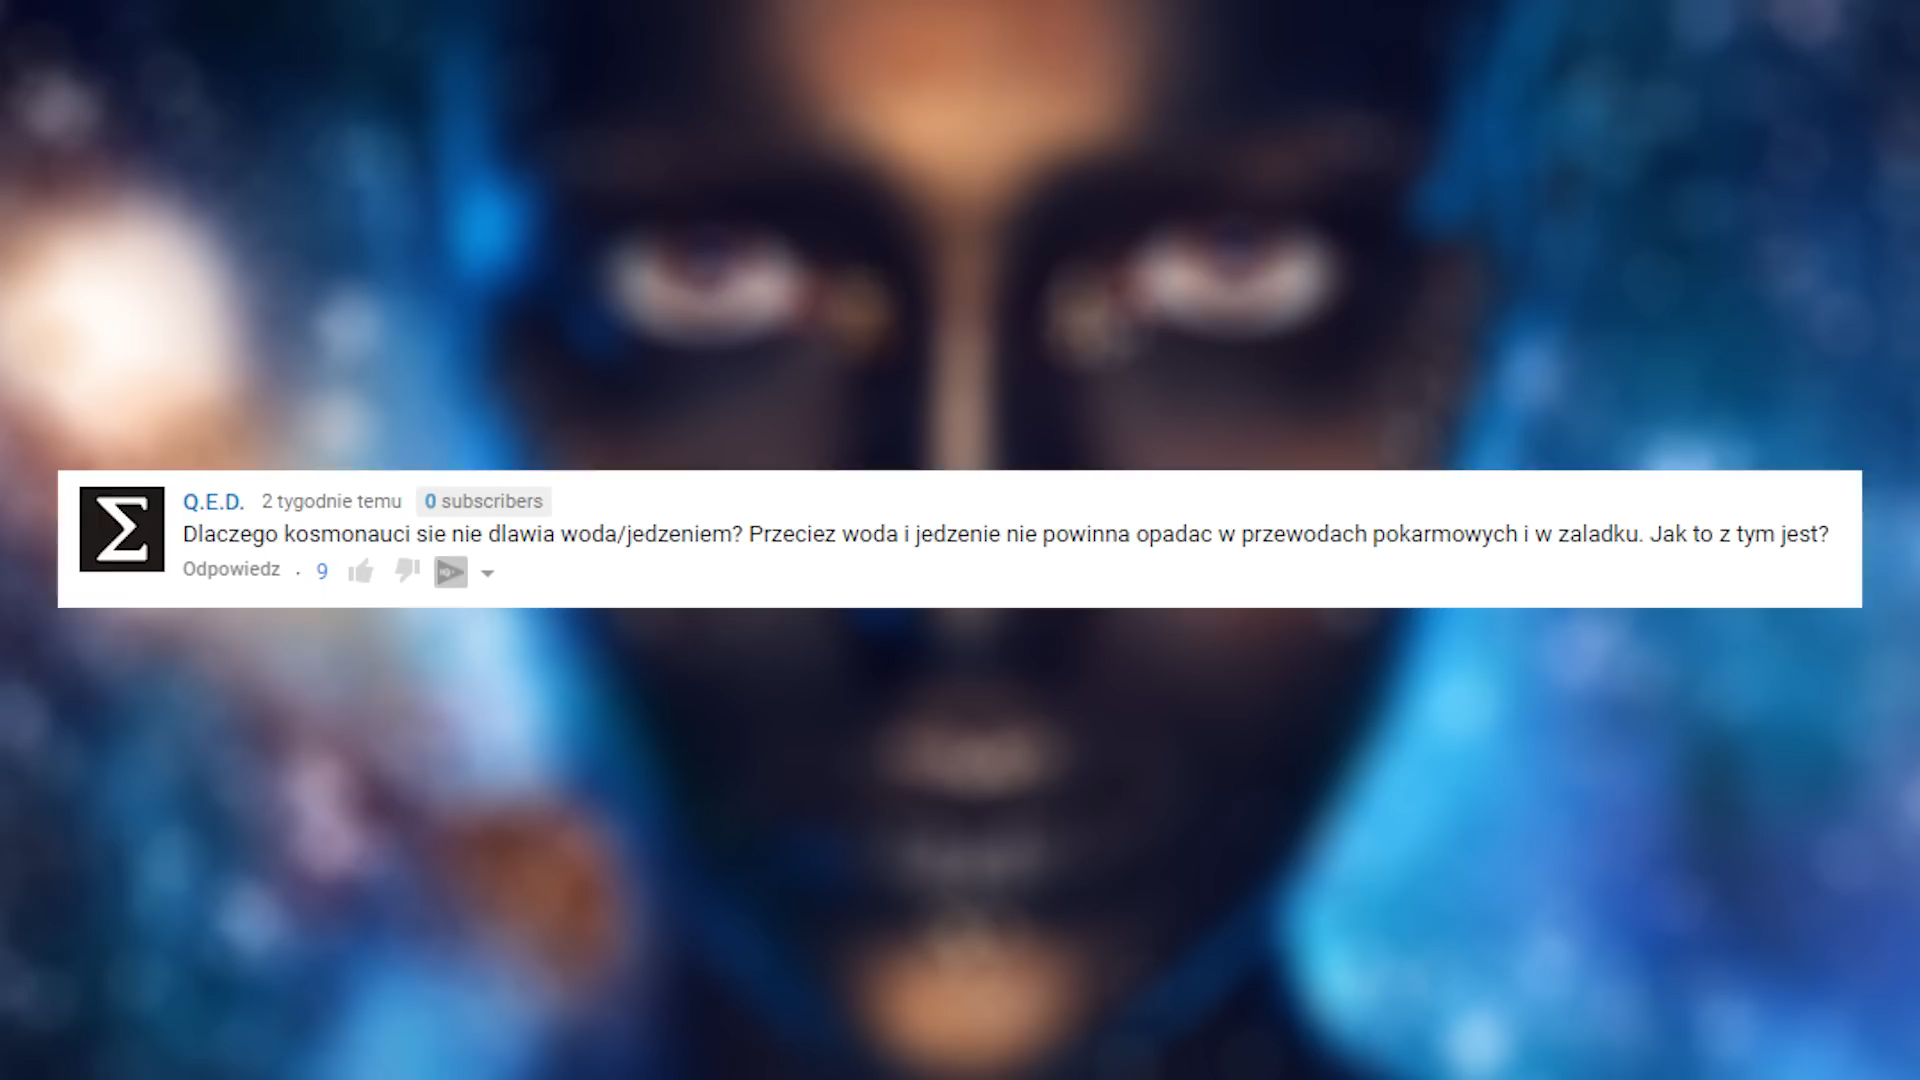 Σ
Q.E.D. 2 tygodnie temu 0 subscribers
Dlaczego kosmonauci sie nie dlawia woda/jedzeniem? Przeciez woda i jedzenie nie powinna opadac w przewodach pokarmowych i w zaladku. Jak to z tym jest?
Odpowiedz · 9